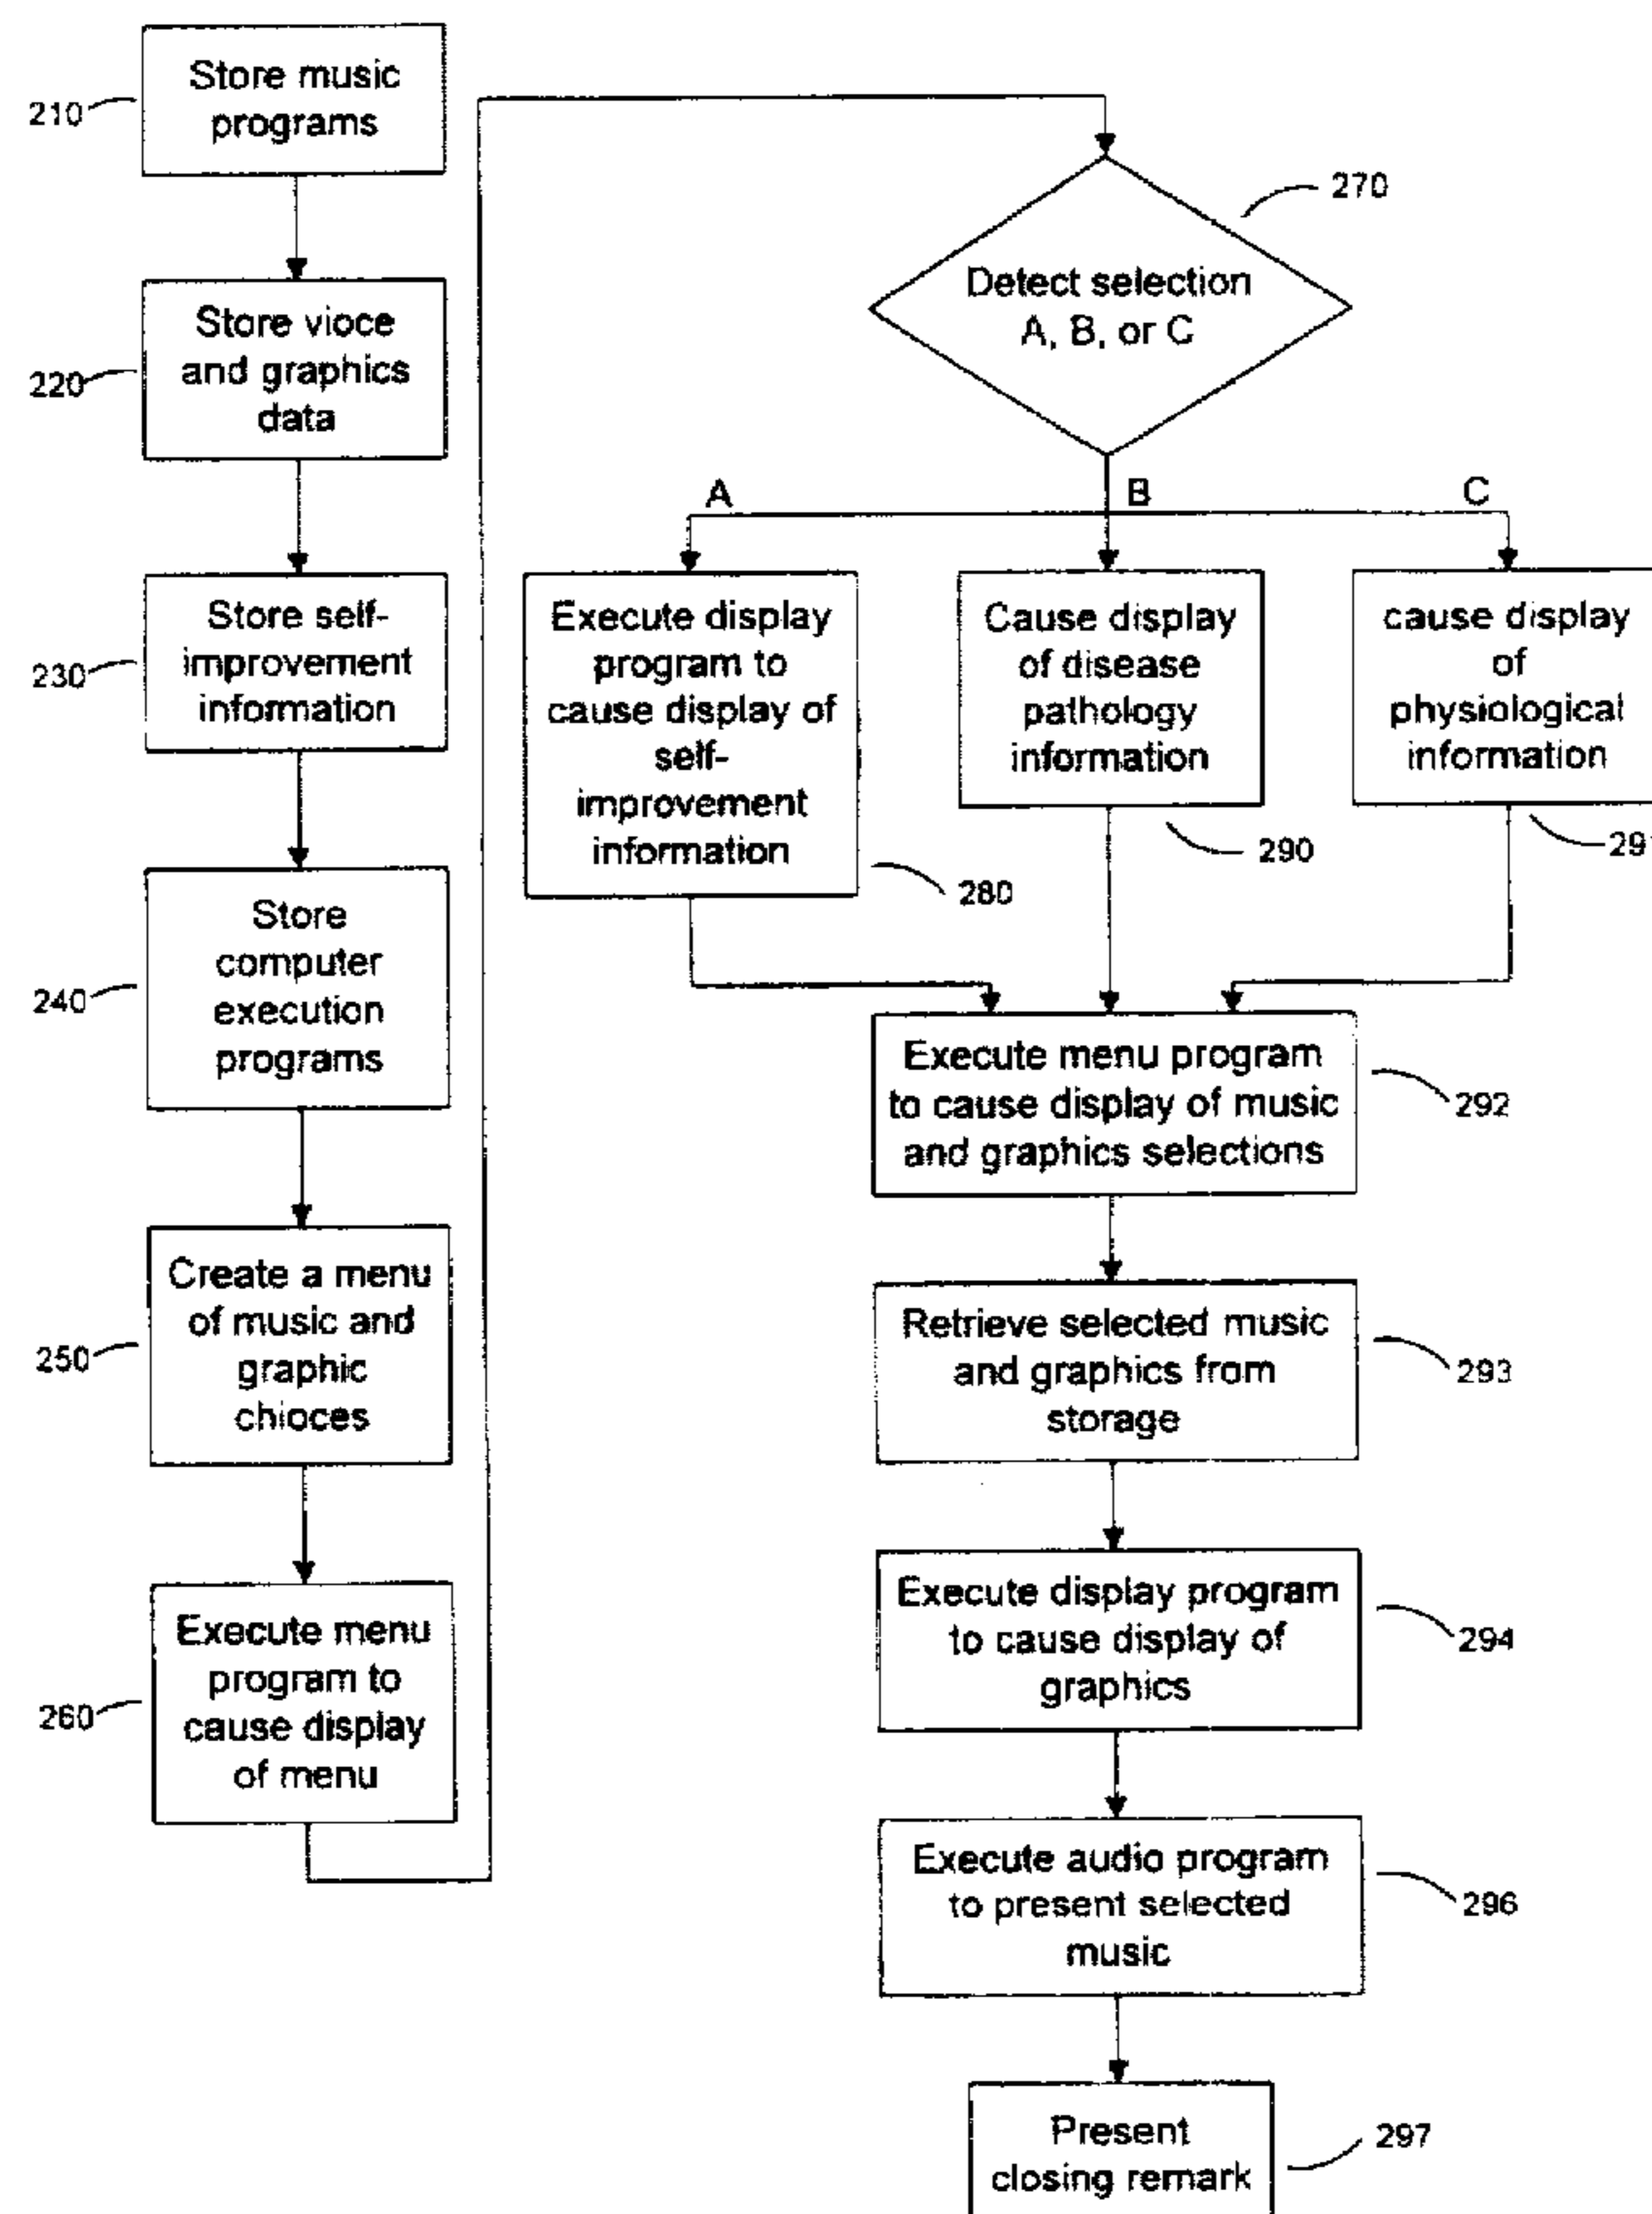 210
Store music
programs
220
Store vioce
and graphics
data
230
Store self-
improvement
information
240
Store
computer
execution
programs
250
Create a menu
of music and
graphic
chioces
260
Execute menu
program to
cause display
of menu
270
Detect selection
A, B, or C
A
B
C
Execute display
program to
cause display of
self-
improvement
information
280
Cause display
of disease
pathology
information
290
cause display
of
physiological
information
291
Execute menu program
to cause display of music
and graphics selections
292
Retrieve selected music
and graphics from
storage
293
Execute display program
to cause display of
graphics
294
Execute audio program
to present selected
music
296
Present
closing remark
297